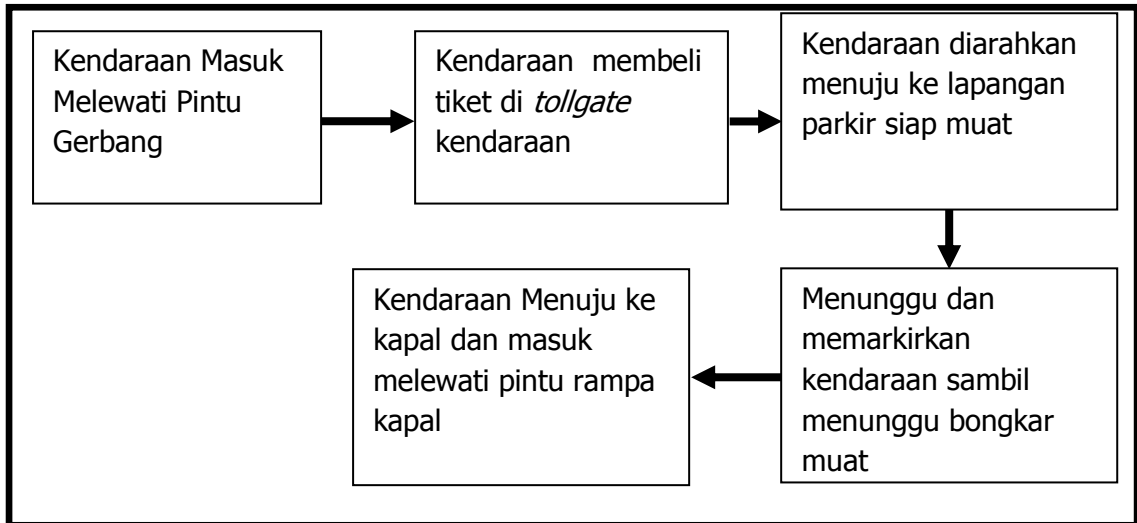 Kendaraan Masuk
Melewati Pintu
Gerbang
Kendaraan membeli
tiket di tollgate
kendaraan
Kendaraan diarahkan
menuju ke lapangan
parkir siap muat
Menunggu dan
memarkirkan
kendaraan sambil
menunggu bongkar
muat
Kendaraan Menuju ke
kapal dan masuk
melewati pintu rampa
kapal